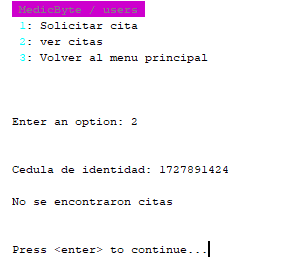 MedicByte / users
1: Solicitar cita
2: ver citas
3: Volver al menu principal
Enter an option: 2
Cedula de identidad: 1727891424
No se encontraron citas
Press <enter> to continue...